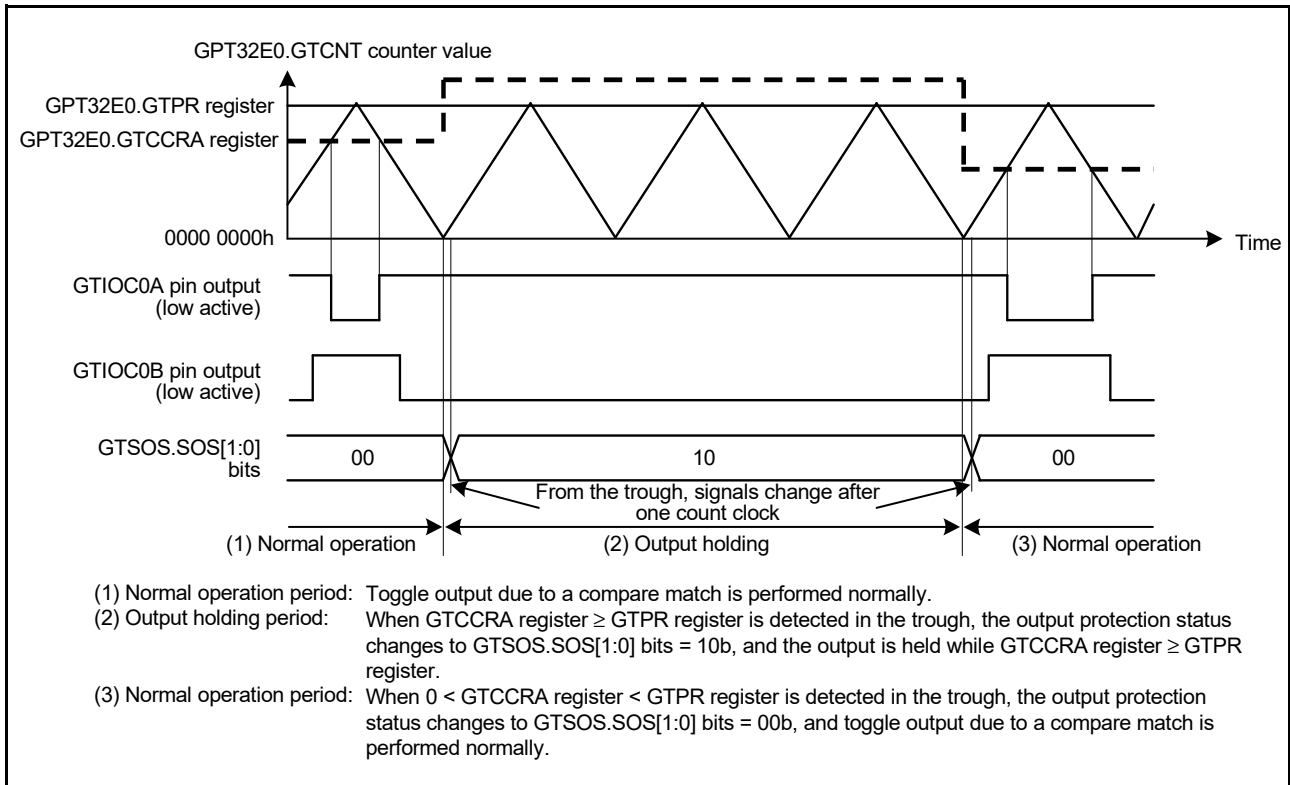 GPT32E0.GTCNT counter value
GPT32E0.GTPR register
GPT32E0.GTCCRA register
0000 0000h
Time
GTIOC0A pin output
(low active)
GTIOC0B pin output
(low active)
GTSOS.SOS[1:0]
bits
00
10
00
From the trough, signals change after
one count clock
(1) Normal operation
(2) Output holding
(3) Normal operation
(1) Normal operation period: Toggle output due to a compare match is performed normally.
(2) Output holding period: When GTCCRA register ≥ GTPR register is detected in the trough, the output protection status
changes to GTSOS.SOS[1:0] bits = 10b, and the output is held while GTCCRA register ≥ GTPR
register.
(3) Normal operation period: When 0 < GTCCRA register < GTPR register is detected in the trough, the output protection
status changes to GTSOS.SOS[1:0] bits = 00b, and toggle output due to a compare match is
performed normally.